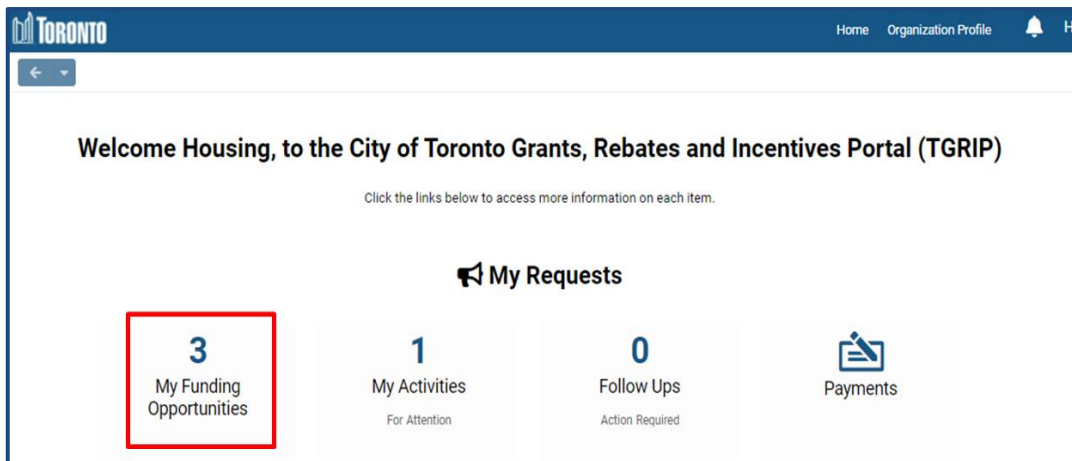 TORONTO
Home Organization Profile H
Welcome Housing, to the City of Toronto Grants, Rebates and Incentives Portal (TGRIP)
Click the links below to access more information on each item.
My Requests
3
My Funding
Opportunities
1
My Activities
For Attention
0
Follow Ups
Action Required
Payments